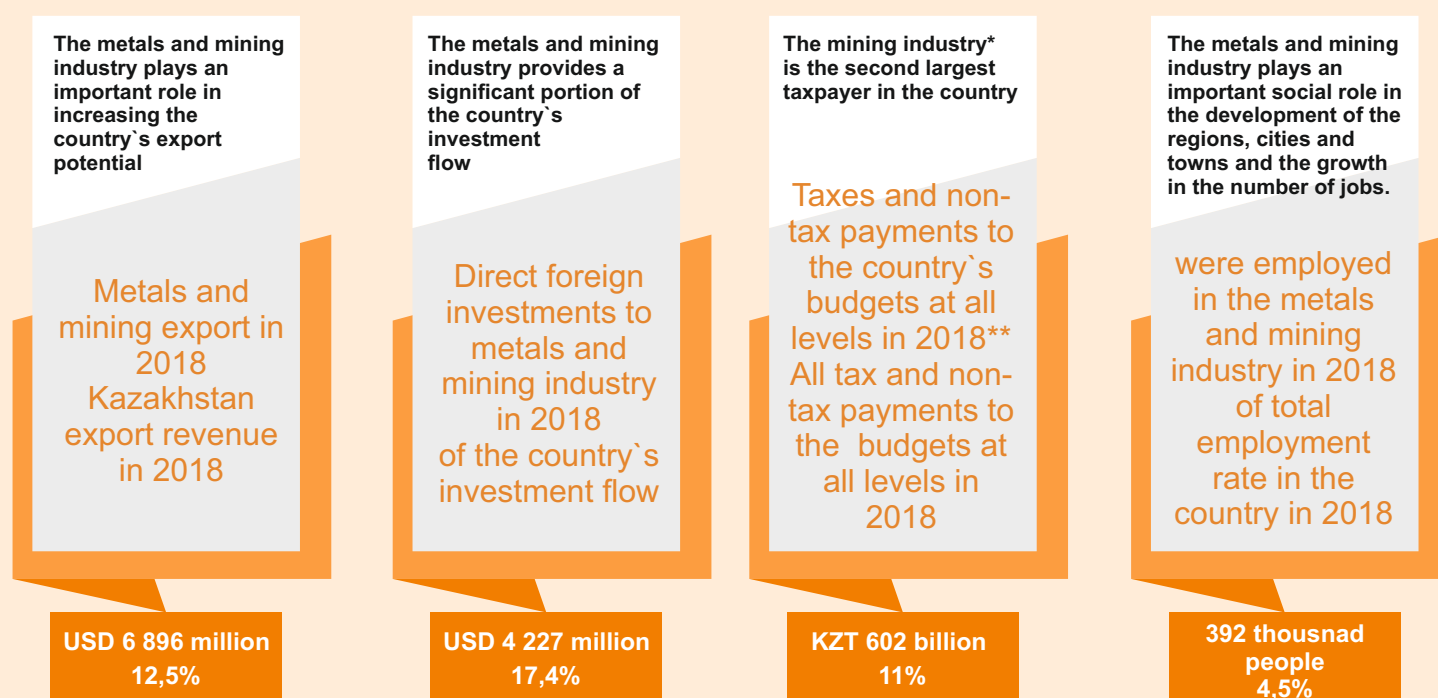 The metals and mining
industry plays an
important role in
increasing the
country`s export
potential
Metals and
mining export in
2018
Kazakhstan
export revenue
in 2018
USD 6 896 million
12,5%
The metals and mining
industry provides a
significant portion of
the country`s
investment
flow
Direct foreign
investments to
metals and
mining industry
in 2018
of the country`s
investment flow
USD 4 227 million
17,4%
The mining industry*
is the second largest
taxpayer in the country
Taxes and non-
tax payments to
the country`s
budgets at all
levels in 2018**
All tax and non-
tax payments to
the budgets at
all levels in
2018
KZT 602 billion
11%
The metals and mining
industry plays an
important social role in
the development of the
regions, cities and
towns and the growth
in the number of jobs.
were employed
in the metals
and mining
industry in 2018
of total
employment
rate in the
country in 2018
392 thousnad
people
4,5%